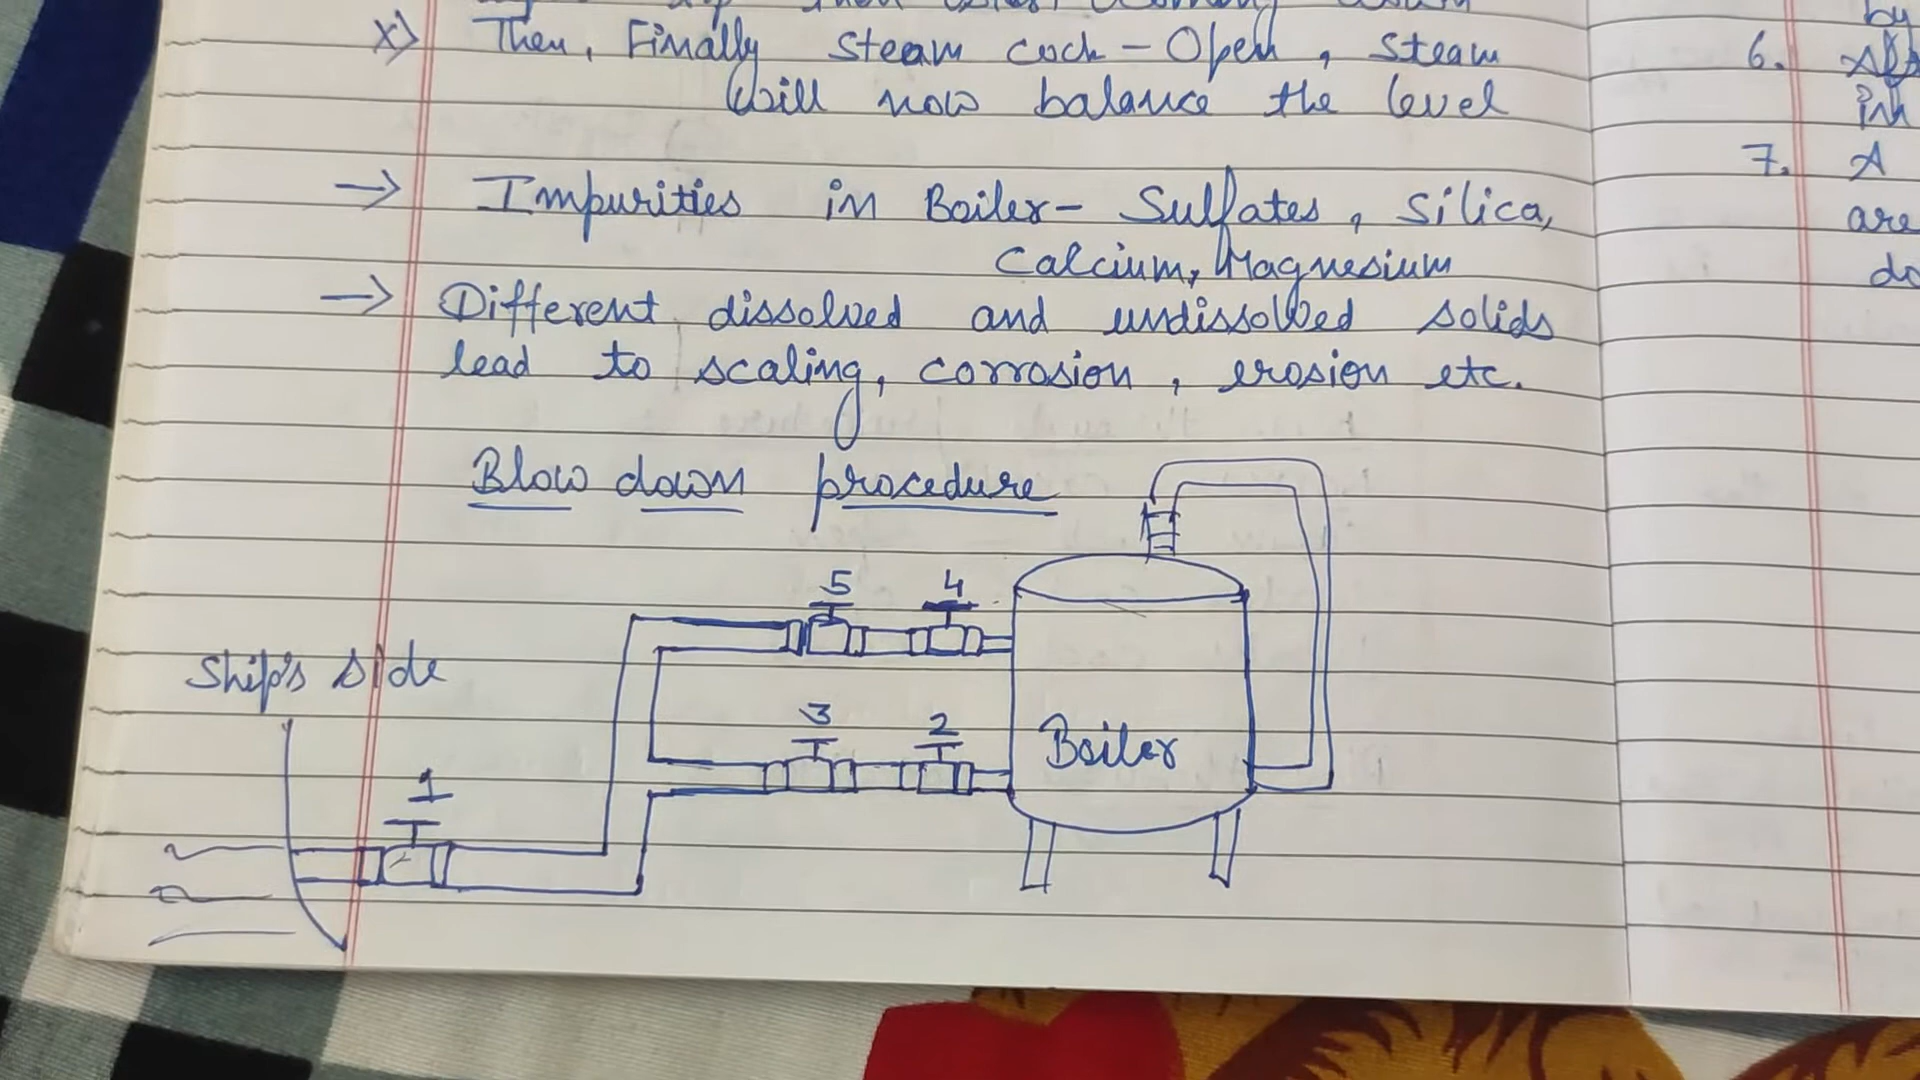 x) Then, Finally steam cock - Open, steam
will now balance the level
→ Impurities in Boiler - Sulfates, Silica,
Calcium, Magnesium
→ Different dissolved and undissolved solids
lead to scaling, corrosion, erosion etc.
Blow down procedure
5 4
Ship's side
3 2
Boiler
1
by
6.
7. A
are
do